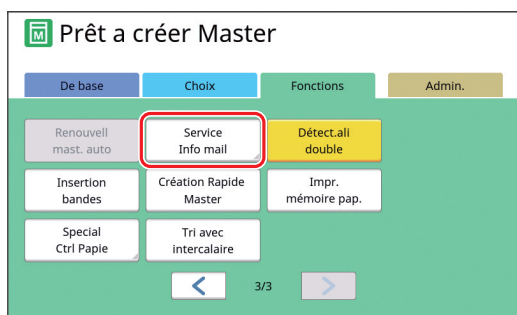 Prêt a créer Master
De base
Choix
Fonctions
Admin.
Renouvell
mast. auto
Service
Info mail
Détect.ali
double
Insertion
bandes
Création Rapide
Master
Impr.
mémoire pap.
Special
Ctrl Papie
Tri avec
intercalaire
3/3